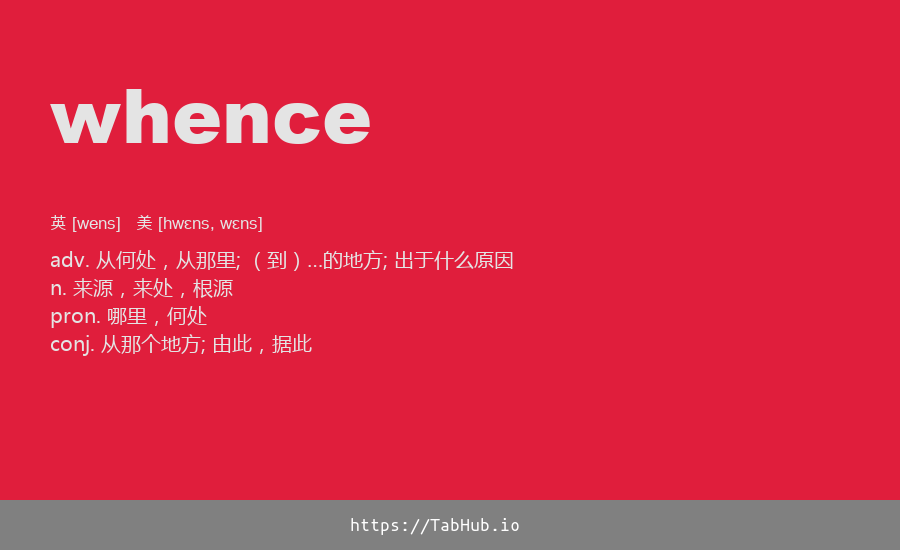 whence
英 [wens]   美 [hwɛns, wɛns]
adv. 从何处，从那里; （到）…的地方; 出于什么原因
n. 来源，来处，根源
pron. 哪里，何处
conj. 从那个地方; 由此，据此
https://TabHub.io